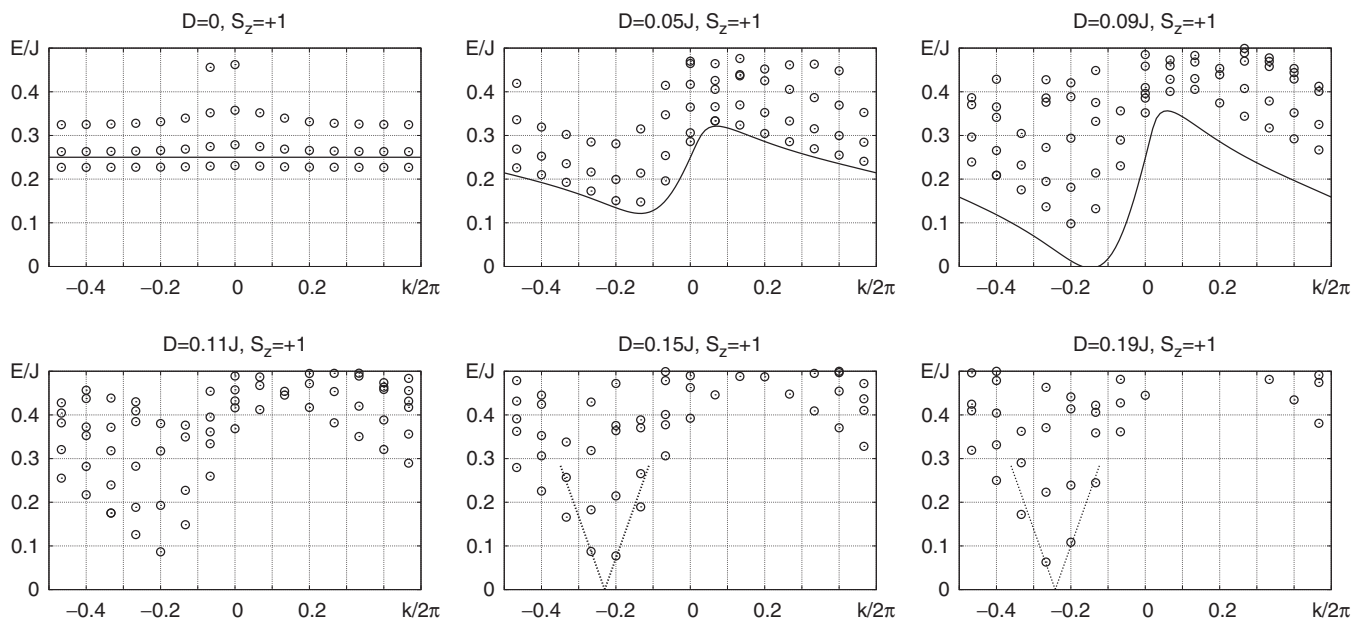 D=0, S_z=+1
E/J
0.5
0.4
0.3
0.2
0.1
0
−0.4 −0.2 0 0.2 k/2π
D=0.05J, S_z=+1
E/J
0.4
0.3
0.2
0.1
0
−0.4 −0.2 0 0.2 k/2π
D=0.09J, S_z=+1
E/J
0.4
0.3
0.2
0.1
0
−0.4 −0.2 0 0.2 k/2π
D=0.11J, S_z=+1
E/J
0.4
0.3
0.2
0.1
0
−0.4 −0.2 0 0.2 k/2π
D=0.15J, S_z=+1
E/J
0.4
0.3
0.2
0.1
0
−0.4 −0.2 0 0.2 k/2π
D=0.19J, S_z=+1
E/J
0.4
0.3
0.2
0.1
0
−0.4 −0.2 0 0.2 k/2π